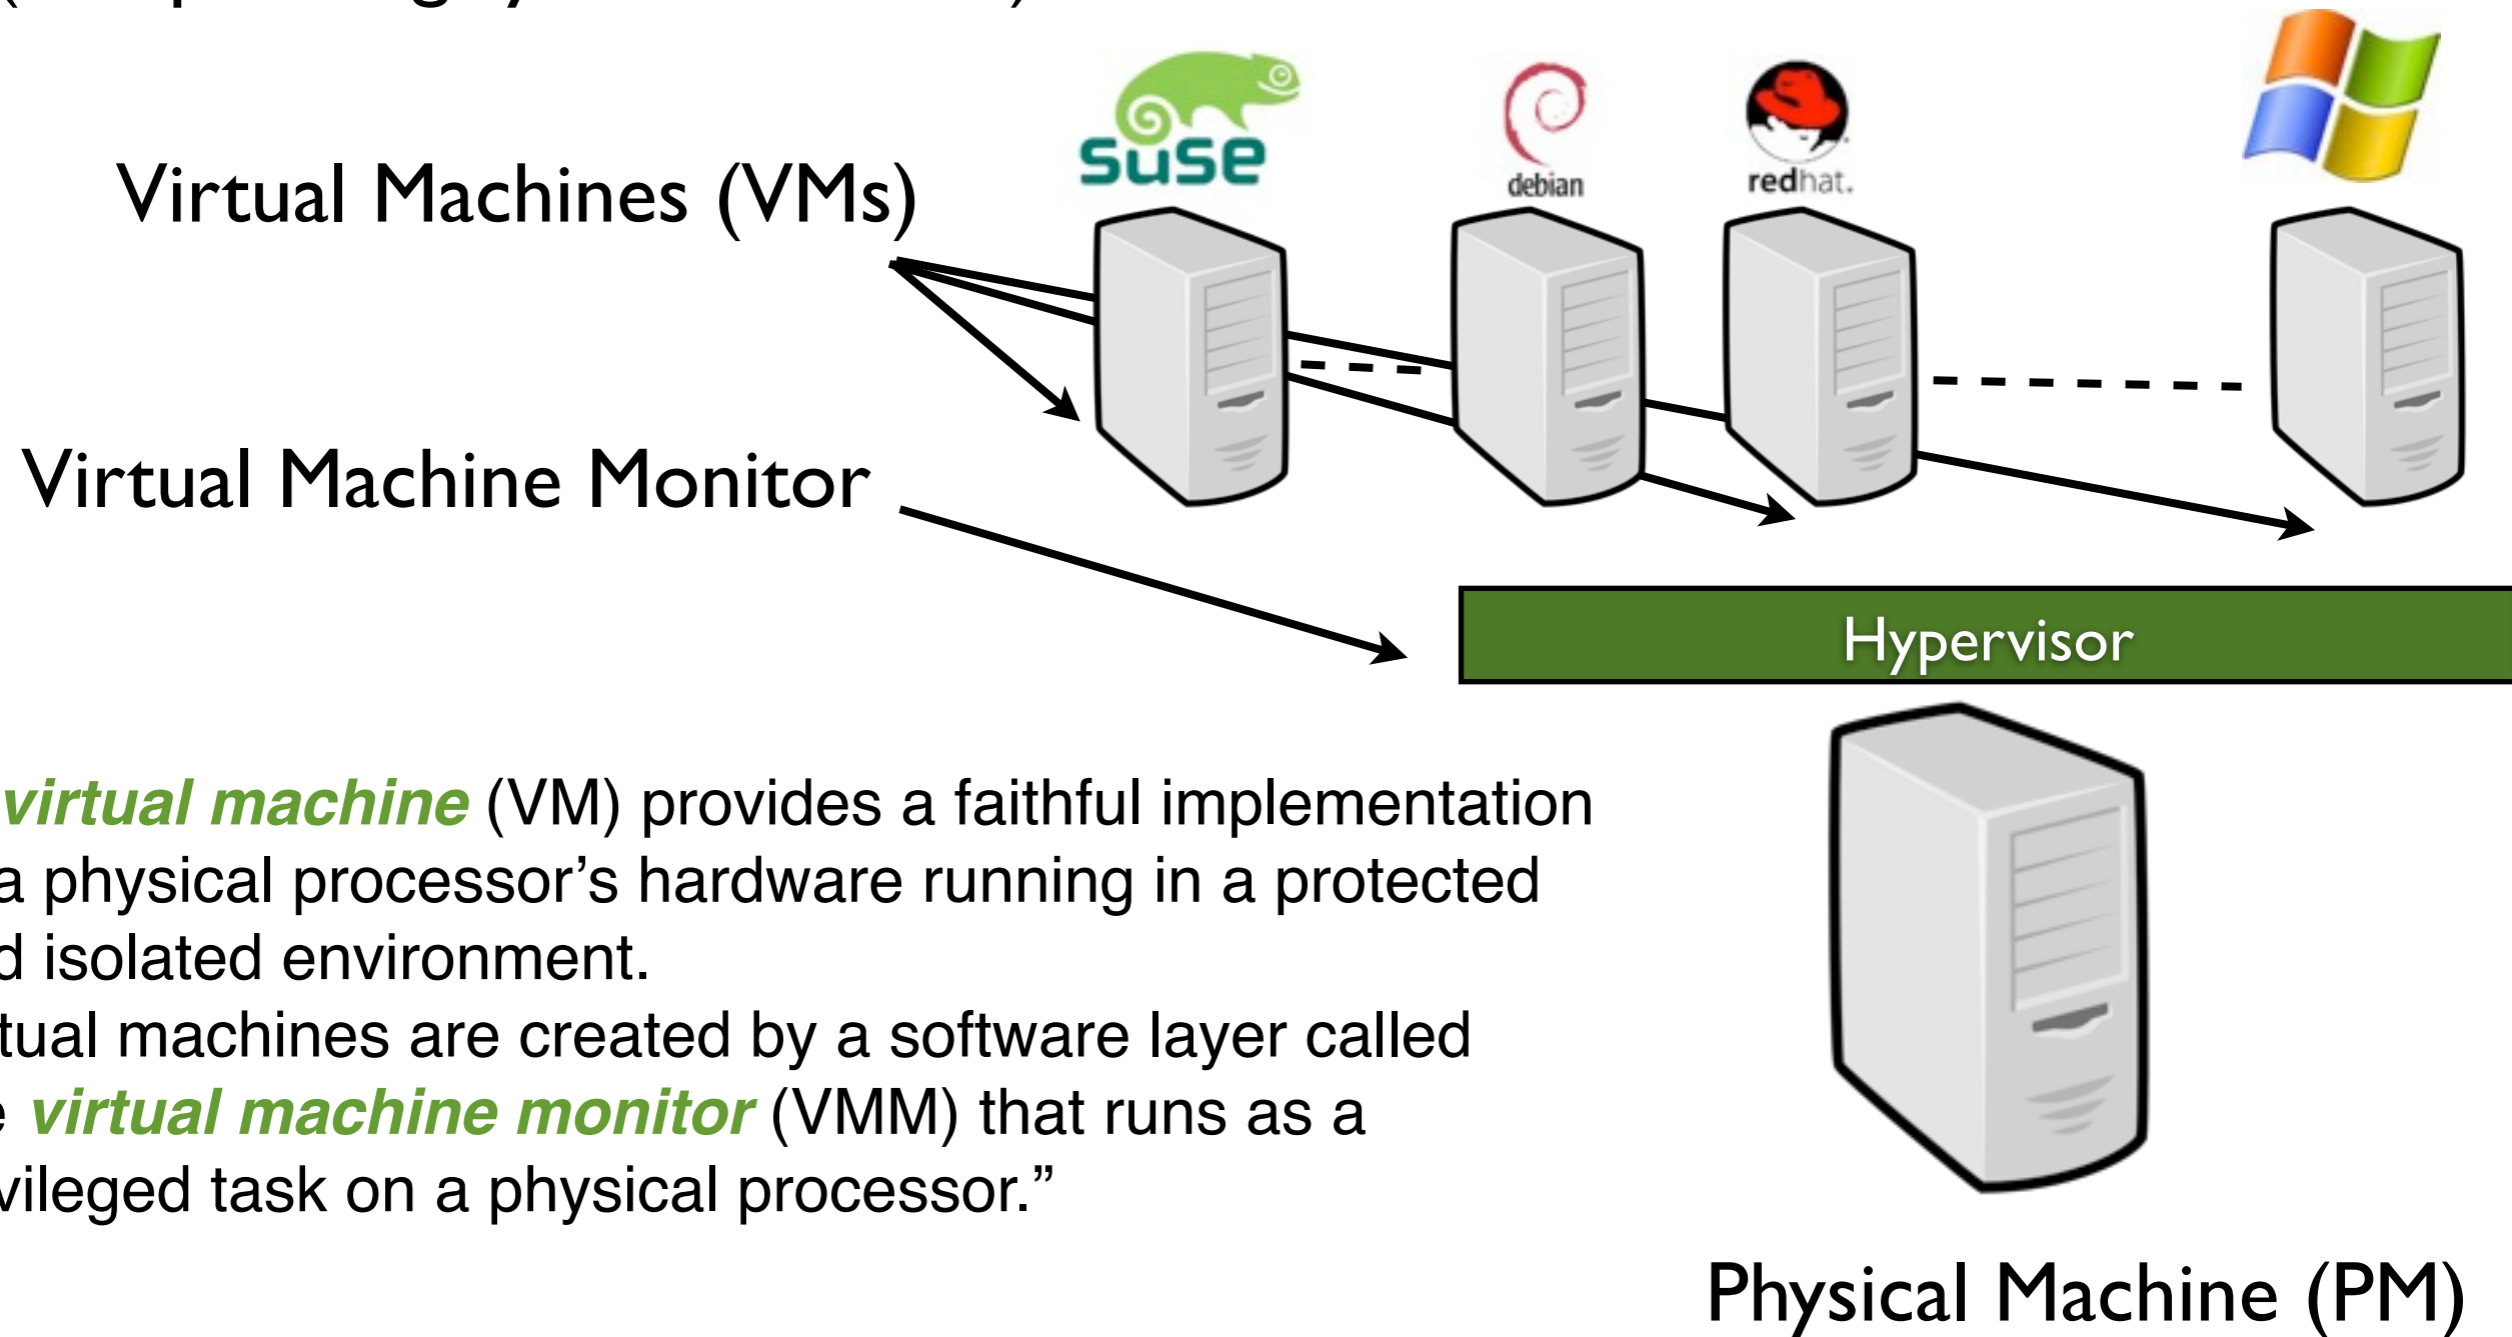 suse
debian
redhat.
Virtual Machines (VMs)
Virtual Machine Monitor
Hypervisor
virtual machine (VM) provides a faithful implementation
a physical processor's hardware running in a protected
isolated environment.
machines are created by a software layer called
virtual machine monitor (VMM) that runs as a
task on a physical processor.”
Physical Machine (PM)